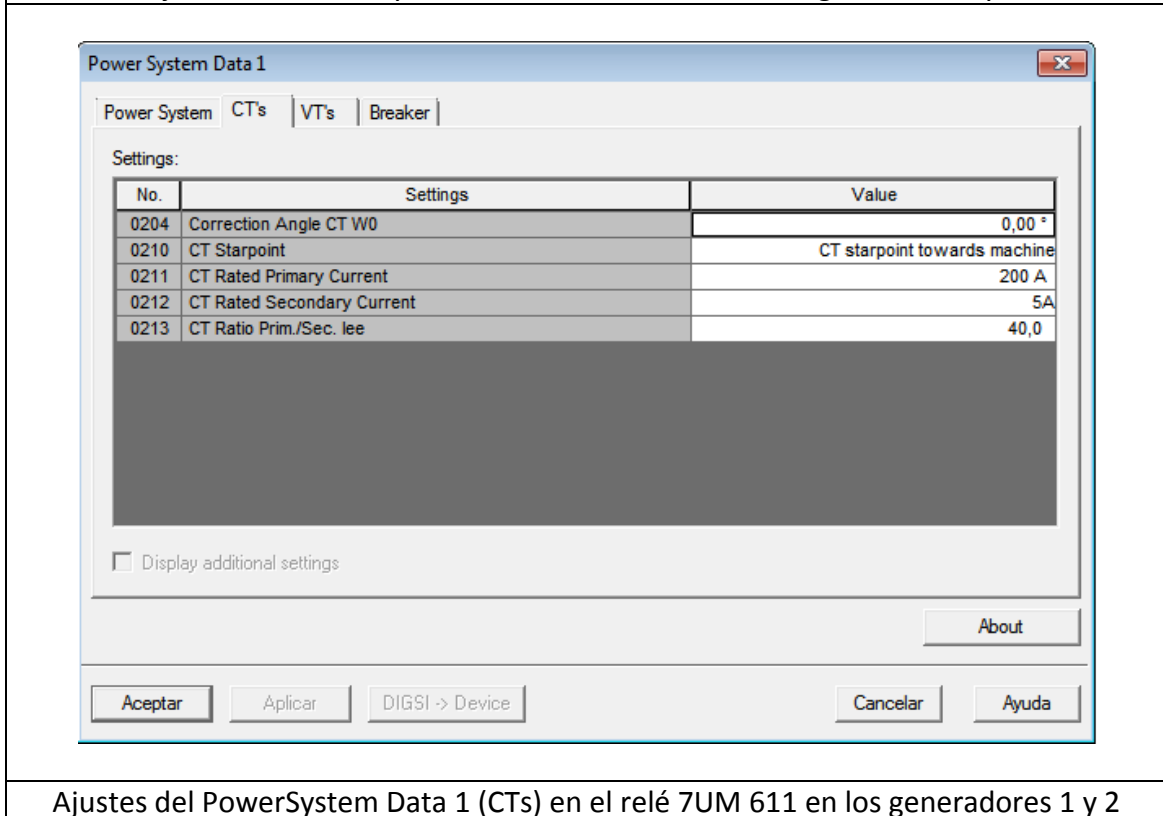 Power System Data 1
Power System CT's VT's Breaker
Settings:
No. Settings Value
0204 Correction Angle CT W0 0,00 °
0210 CT Starpoint CT starpoint towards machine
0211 CT Rated Primary Current 200 A
0212 CT Rated Secondary Current 5A
0213 CT Ratio Prim./Sec. Iee 40,0
Display additional settings
About
Aceptar Aplicar DIGSI -> Device Cancelar Ayuda
Ajustes del PowerSystem Data 1 (CTs) en el relé 7UM 611 en los generadores 1 y 2